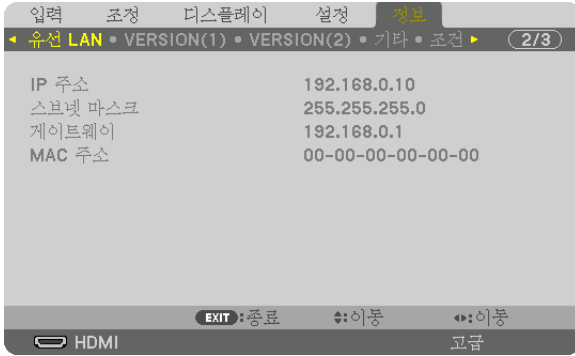 입력 조정 디스플레이 설정 정보
◄ 유선 LAN • VERSION(1) • VERSION(2) • 기타 • 조건 ► 2/3
IP 주소 192.168.0.10
스브넷 마스크 255.255.255.0
게이트웨이 192.168.0.1
MAC 주소 00-00-00-00-00-00
EXIT :종료 :이동 :이동
HDMI 고급